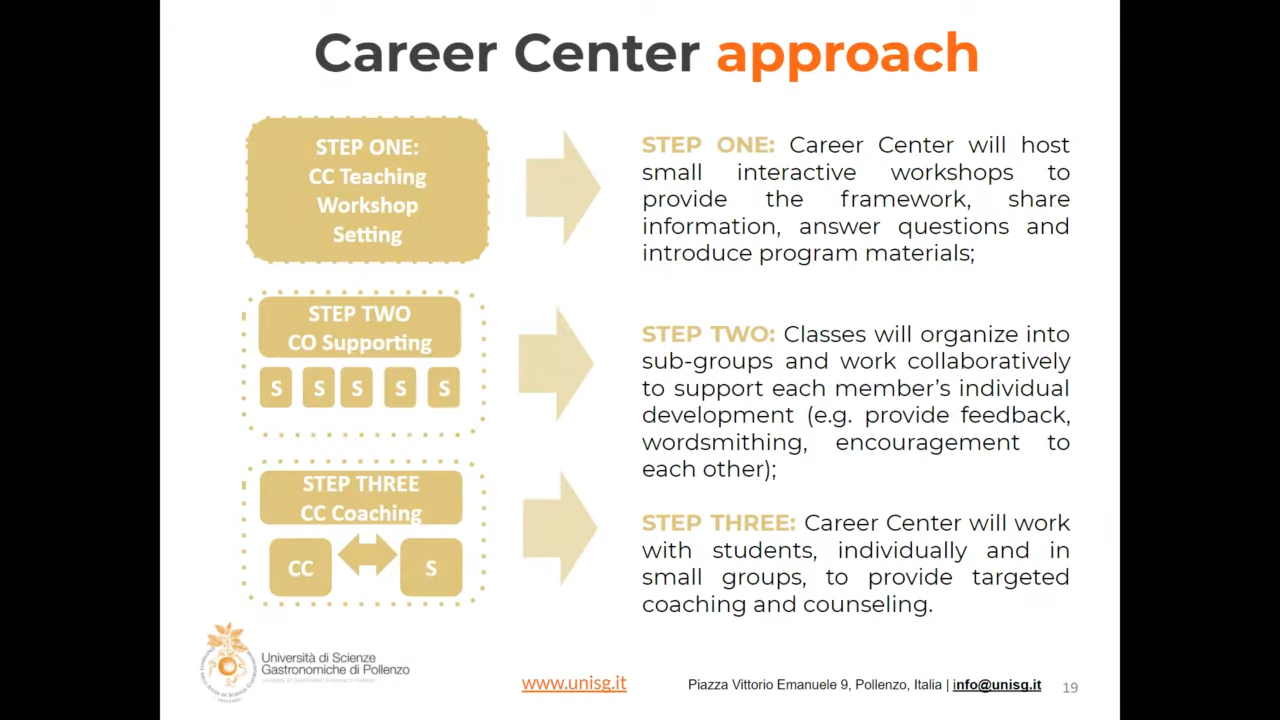 Career Center approach
STEP ONE:
CC Teaching
Workshop
Setting
STEP ONE: Career Center will host
small interactive workshops to
provide the framework, share
information, answer questions and
introduce program materials;
STEP TWO
CO Supporting
S S S S S
STEP TWO: Classes will organize into
sub-groups and work collaboratively
to support each member's individual
development (e.g. provide feedback,
wordsmithing, encouragement to
each other);
STEP THREE
CC Coaching
CC S
STEP THREE: Career Center will work
with students, individually and in
small groups, to provide targeted
coaching and counseling.
Università di Scienze
Gastronomiche di Pollenzo
www.unisg.it
Piazza Vittorio Emanuele 9, Pollenzo, Italia | info@unisg.it
19